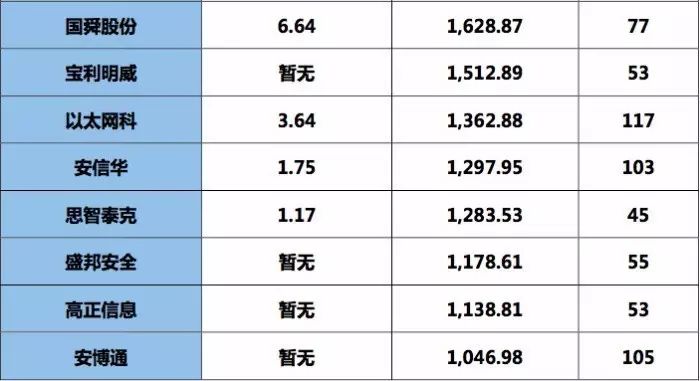 国舜股份 6.64 1,628.87 77
宝利明威 暂无 1,512.89 53
以太网科 3.64 1,362.88 117
安信华 1.75 1,297.95 103
思智泰克 1.17 1,283.53 45
盛邦安全 暂无 1,178.61 55
高正信息 暂无 1,138.81 53
安博通 暂无 1,046.98 105